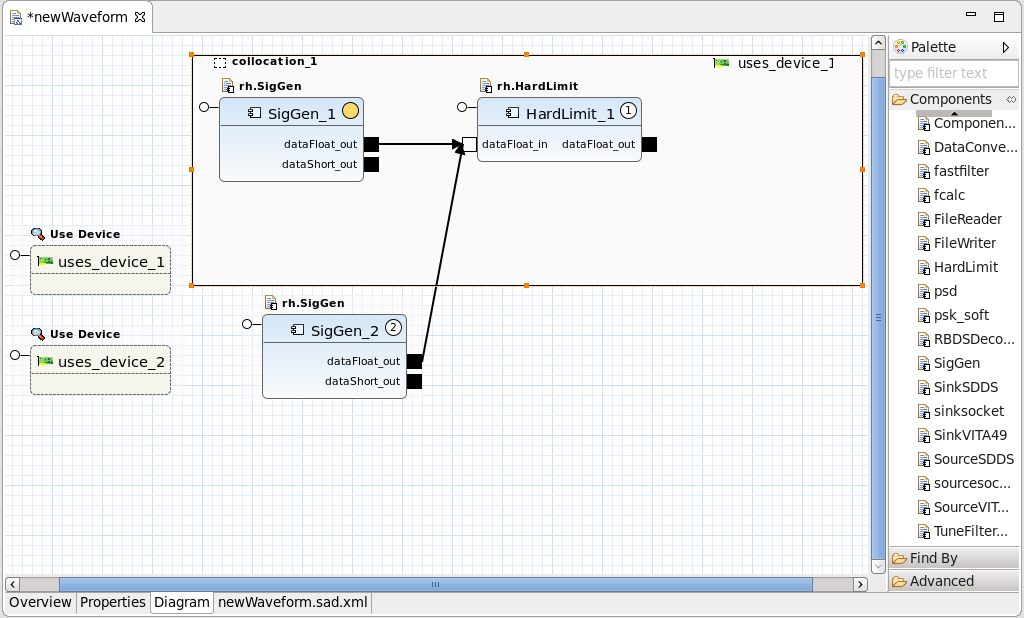 *newWaveform
collocation_1
uses_device_1
rh.SigGen
SigGen_1
dataFloat_out
dataShort_out
rh.HardLimit
HardLimit_1
1
dataFloat_in
dataFloat_out
Use Device
uses_device_1
Use Device
uses_device_2
rh.SigGen
SigGen_2
2
dataFloat_out
dataShort_out
Palette
type filter text
Components
Componen...
DataConve...
fastfilter
fcalc
FileReader
FileWriter
HardLimit
psd
psk_soft
RBDSDeco...
SigGen
SinkSDDS
sinksocket
SinkVITA49
SourceSDDS
sourcesoc...
SourceVIT...
TuneFilter...
Find By
Advanced
Overview
Properties
Diagram
newWaveform.sad.xml